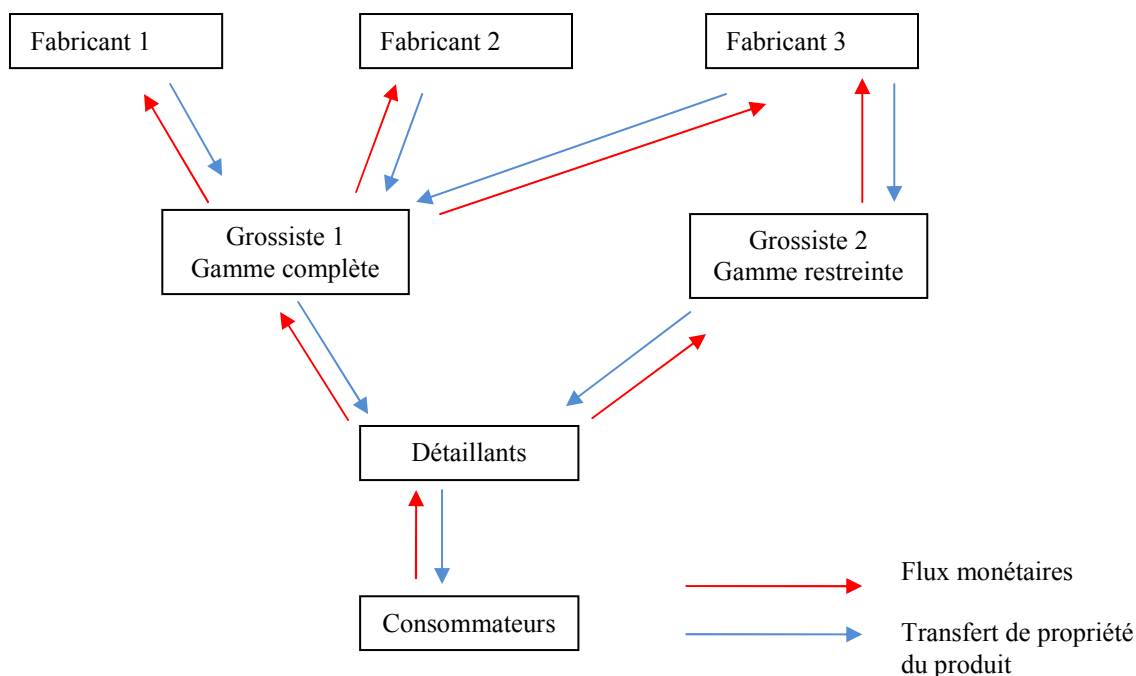 Fabricant 1
Fabricant 2
Fabricant 3
Grossiste 1
Gamme complète
Grossiste 2
Gamme restreinte
Détaillants
Consommateurs
Flux monétaires
Transfert de propriété
du produit